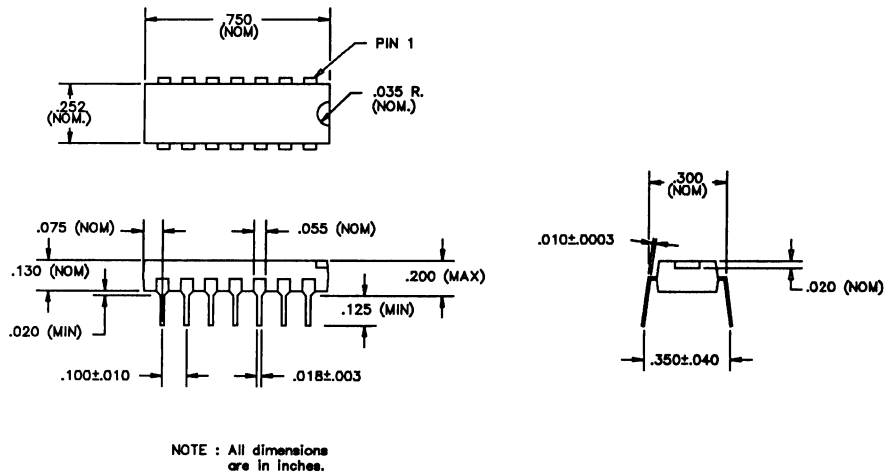 .750
(NOM)
PIN 1
.035 R.
(NOM.)
.252
(NOM.)
.300
(NOM)
.075 (NOM)
.055 (NOM)
.010±.0003
.130 (NOM)
.200 (MAX)
.020 (NOM)
.020 (MIN)
.125 (MIN)
.100±.010
.018±.003
.350±.040
NOTE : All dimensions
are in inches.